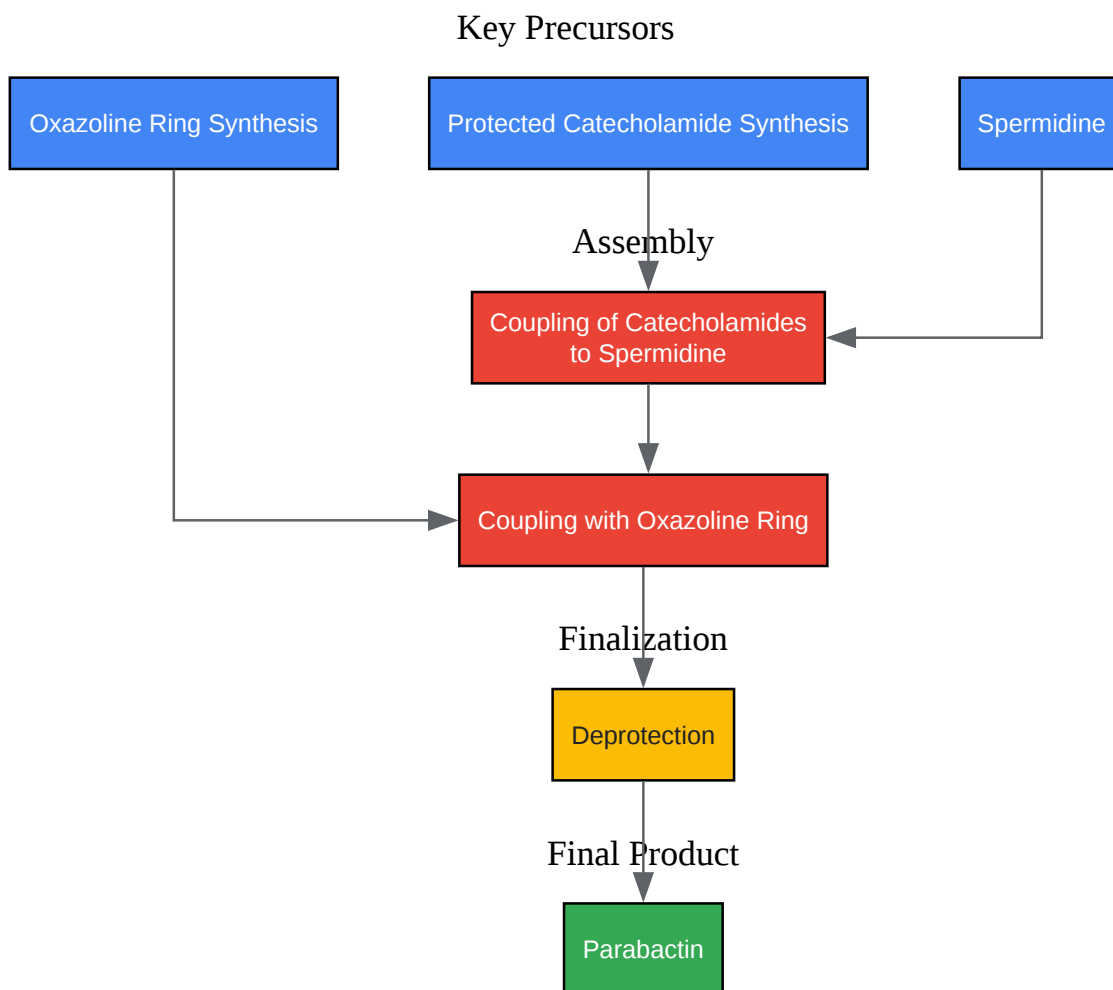 Key Precursors
Oxazoline Ring Synthesis
Protected Catecholamide Synthesis
Spermidine
Assembly
Coupling of Catecholamides
to Spermidine
Coupling with Oxazoline Ring
Finalization
Deprotection
Final Product
Parabactin